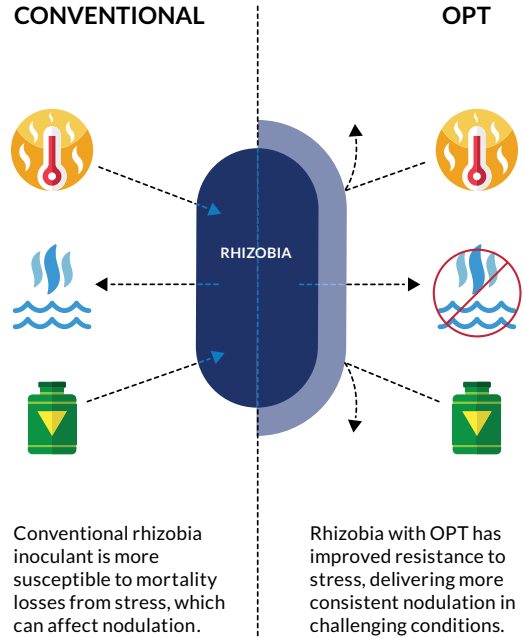 CONVENTIONAL
OPT
RHIZOBIA
Conventional rhizobia
inoculant is more
susceptible to mortality
losses from stress, which
can affect nodulation.
Rhizobia with OPT has
improved resistance to
stress, delivering more
consistent nodulation in
challenging conditions.